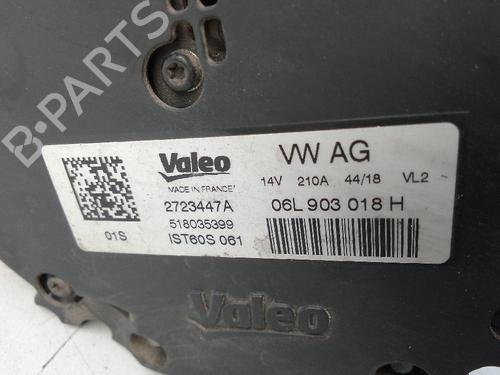 B-PARTS
Valeo
MADE IN FRANCE
2723447A
518035399
IST60S 061
01S
VW AG
14V 210A 44/18 VL2
06L 903 018 H
Valeo